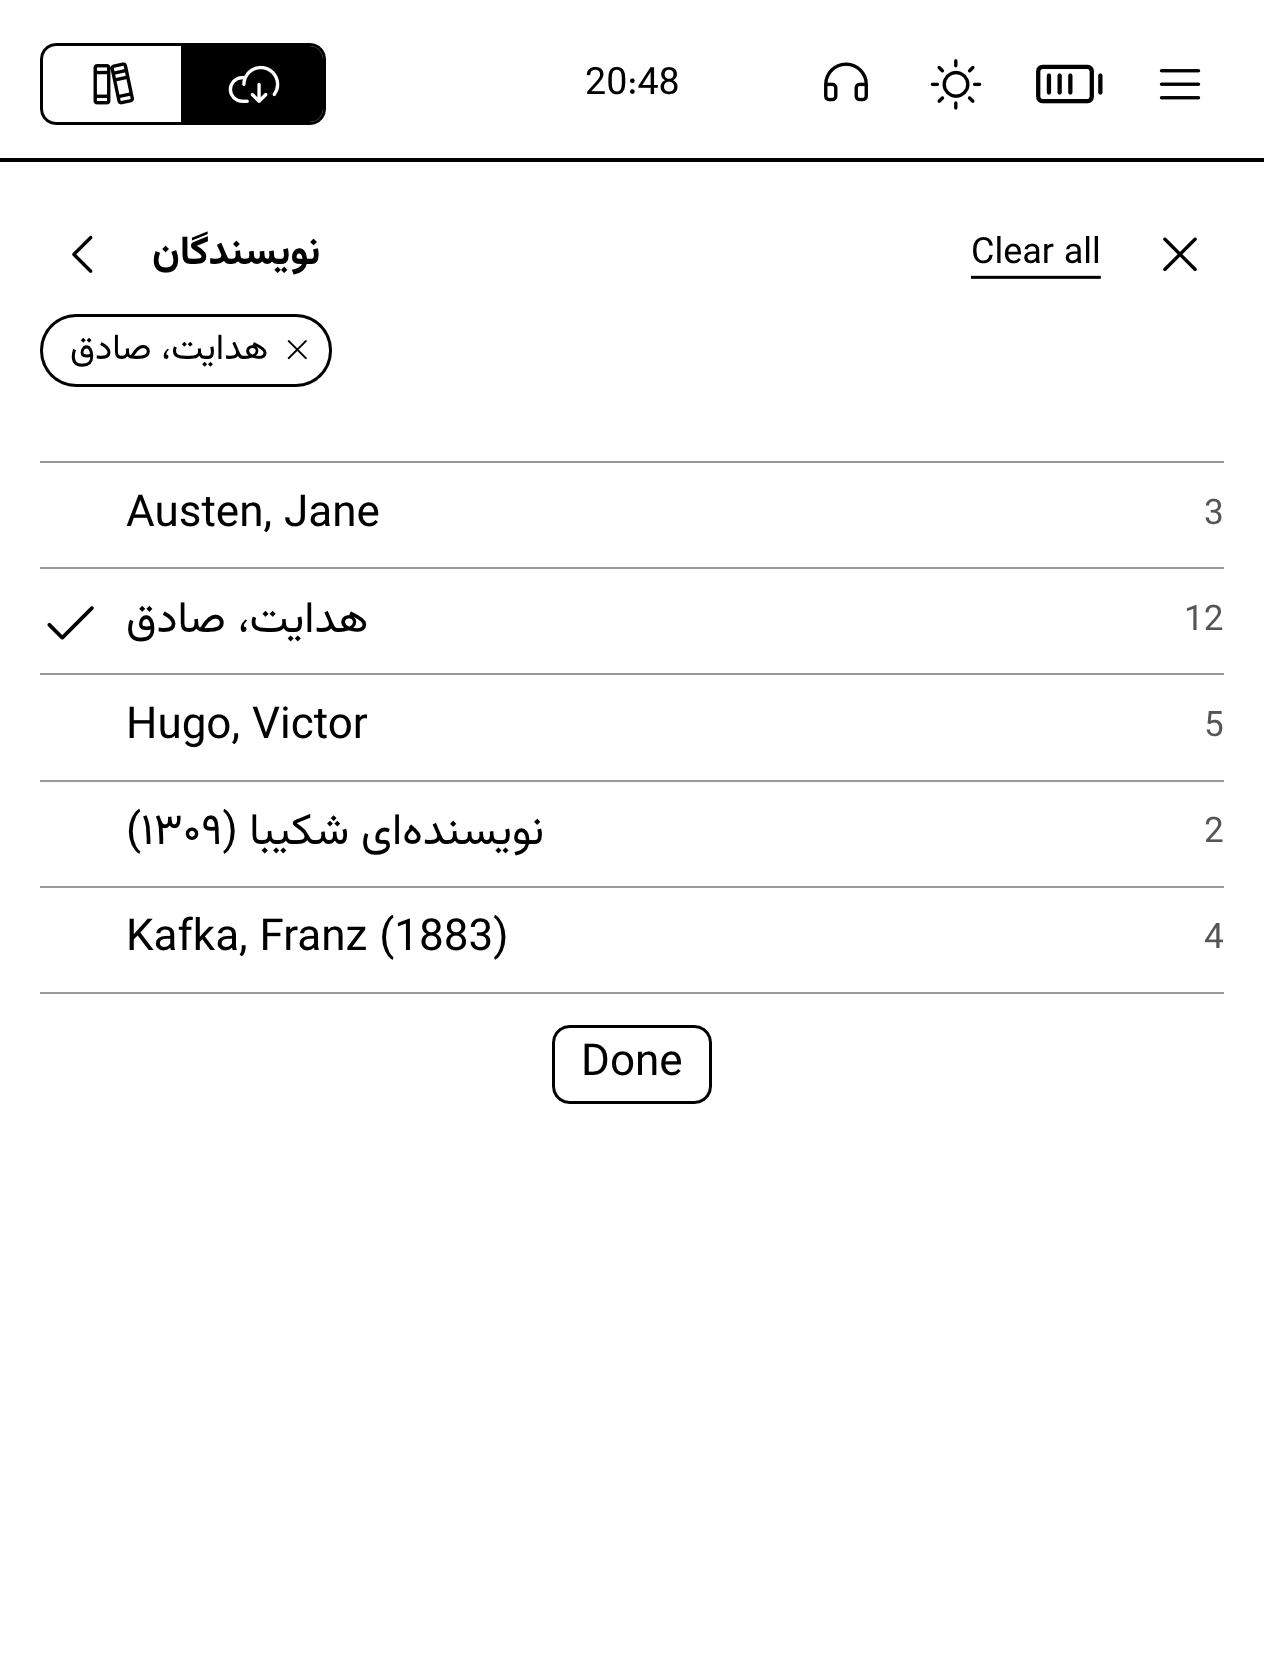 20:48
نویسندگان
Clear all
هدایت، صادق
Austen, Jane
3
هدایت، صادق
12
Hugo, Victor
5
نویسنده‌ای شکیبا (۱۳۰۹)
2
Kafka, Franz (1883)
4
Done